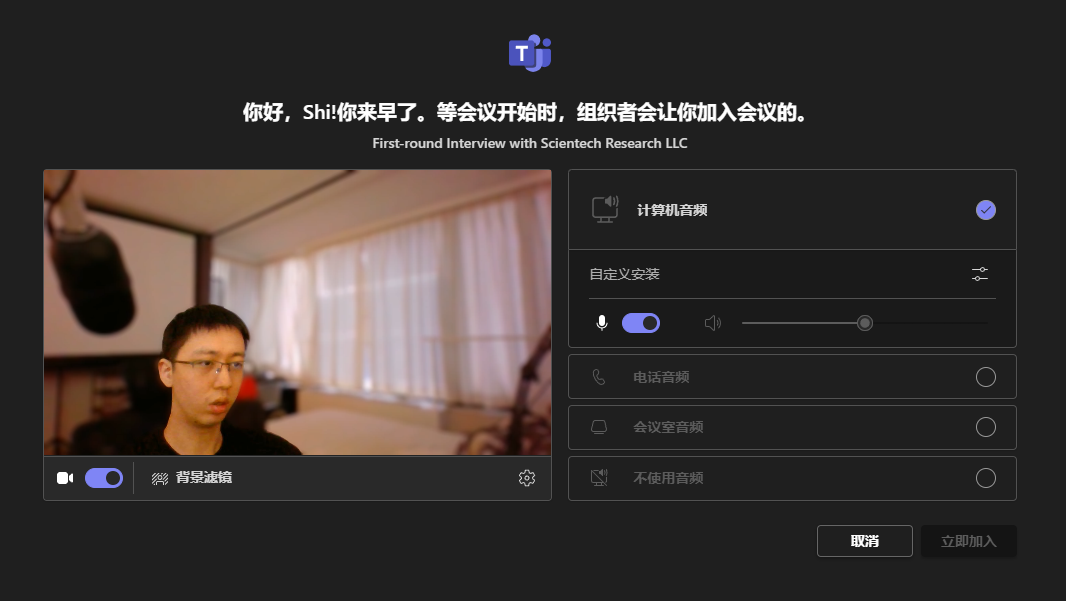 T
你好，Shi!你来早了。等会议开始时，组织者会让你加入会议的。
First-round Interview with Scientech Research LLC
计算机音频
自定义安装
电话音频
会议室音频
不使用音频
背景滤镜
取消
立即加入